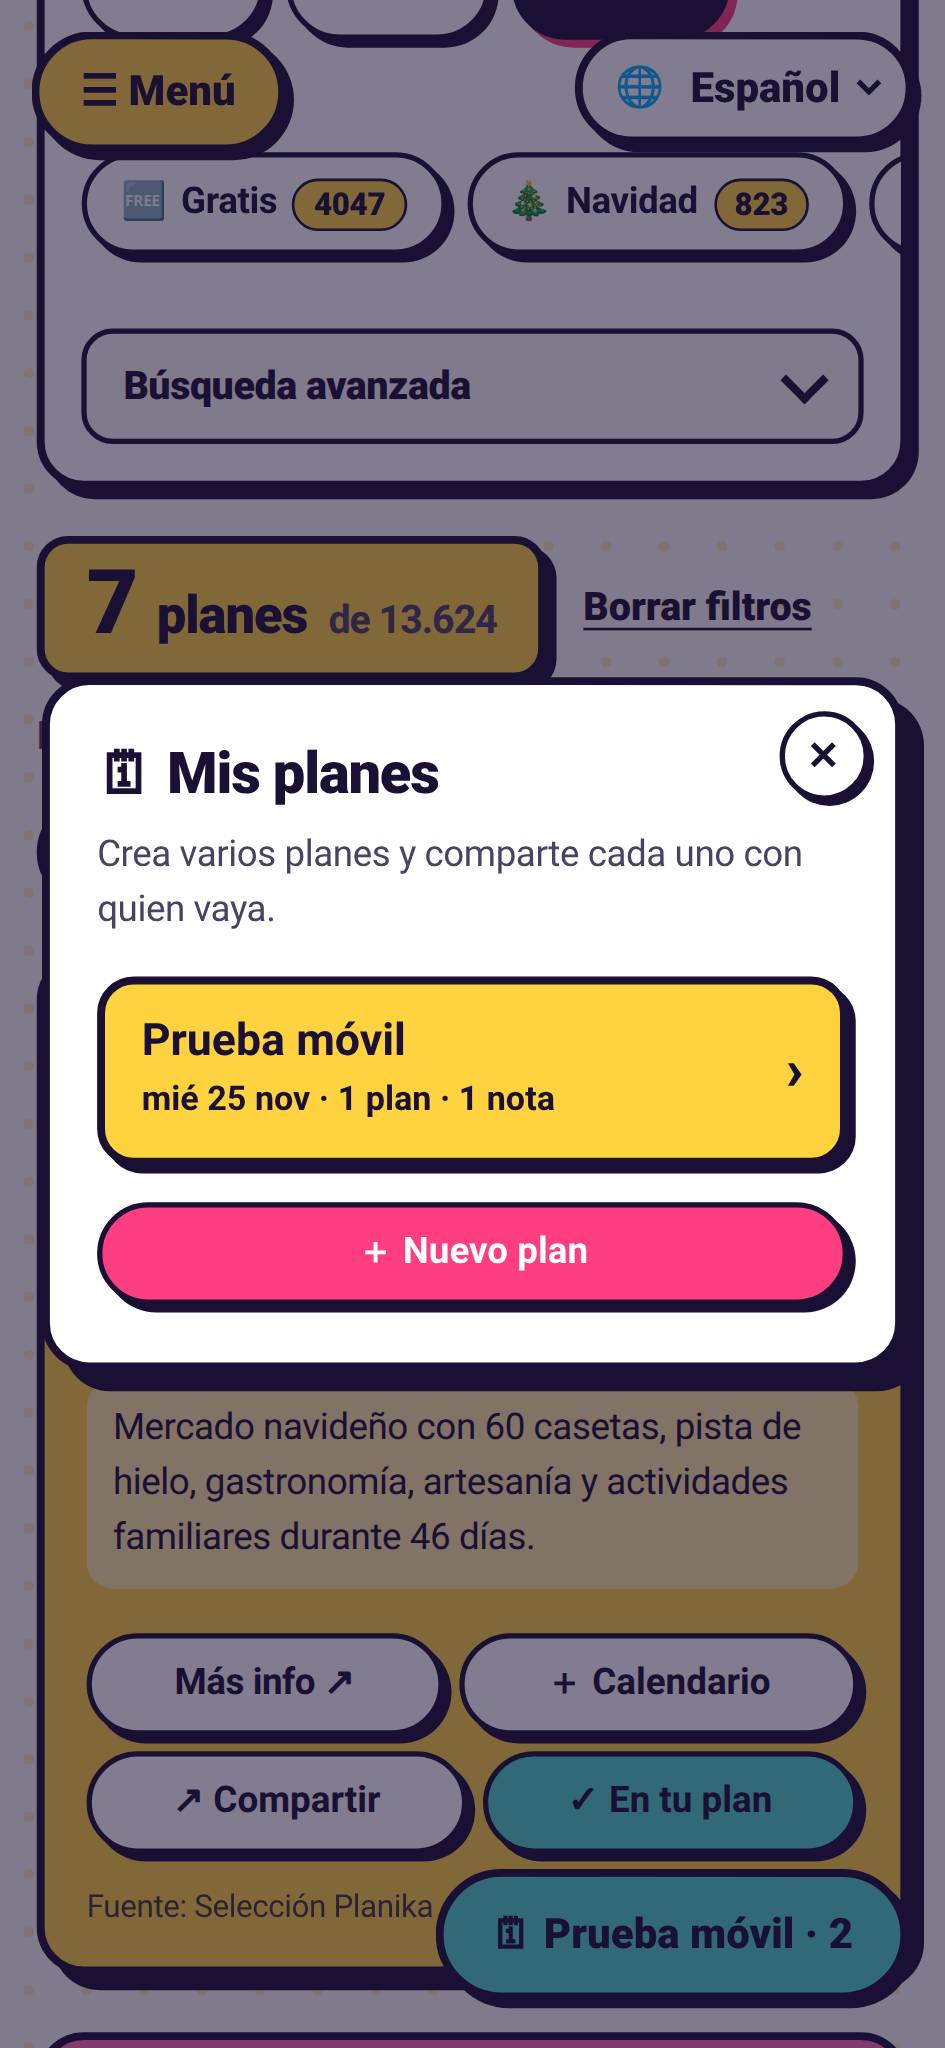 ☰ Menú
🌐 Español
🆓 Gratis 4047
🎄 Navidad 823
Búsqueda avanzada
7 planes de 13.624
Borrar filtros
Mis planes
✕
Crea varios planes y comparte cada uno con
quien vaya.
Prueba móvil
mié 25 nov · 1 plan · 1 nota
›
+ Nuevo plan
Mercado navideño con 60 casetas, pista de
hielo, gastronomía, artesanía y actividades
familiares durante 46 días.
Más info ↗
+ Calendario
↗ Compartir
✓ En tu plan
Fuente: Selección Planika
Prueba móvil · 2